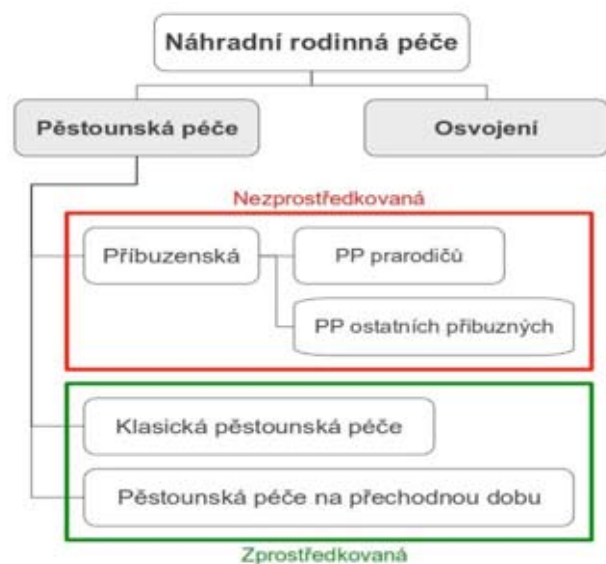 Náhradní rodinná péče
Pěstounská péče
Osvojení
Nezprostředkovaná
Příbuzenská
PP prarodičů
PP ostatních přibuzných
Klasická pěstounská péče
Pěstounská péče na přechodnou dobu
Zprostředkovaná